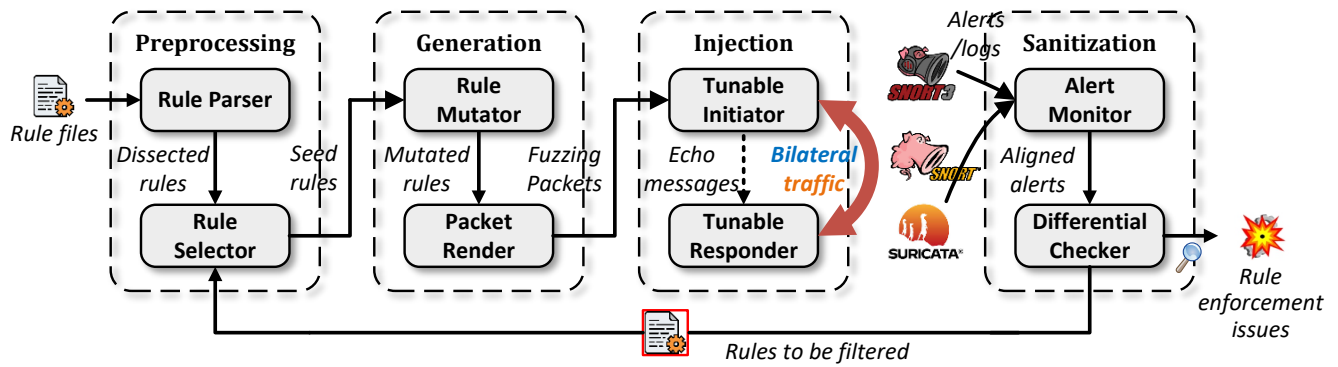 Preprocessing
Generation
Injection
Sanitization
Alerts
/logs
Rule files
Rule Parser
Rule
Mutator
Tunable
Initiator
SNORT3
Alert
Monitor
Dissected
rules
Seed
rules
Mutated
rules
Fuzzing
Packets
Echo
messages
Bilateral
traffic
SNORT
Aligned
alerts
Rule
Selector
Packet
Render
Tunable
Responder
SURICATA®
Differential
Checker
Rule
enforcement
issues
Rules to be filtered